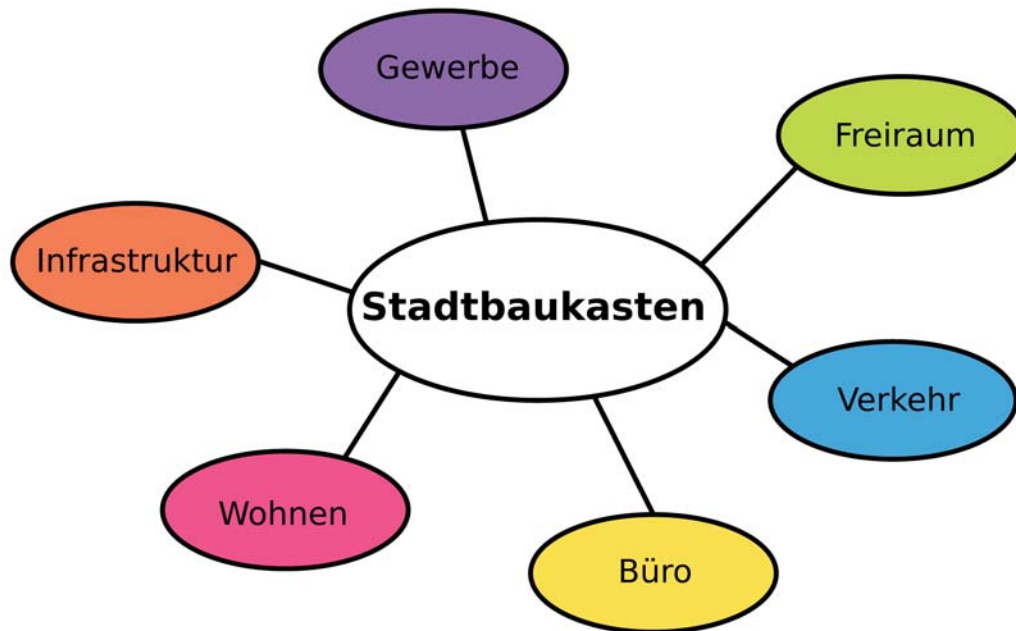 Gewerbe
Freiraum
Infrastruktur
Stadtbaukasten
Verkehr
Wohnen
Büro